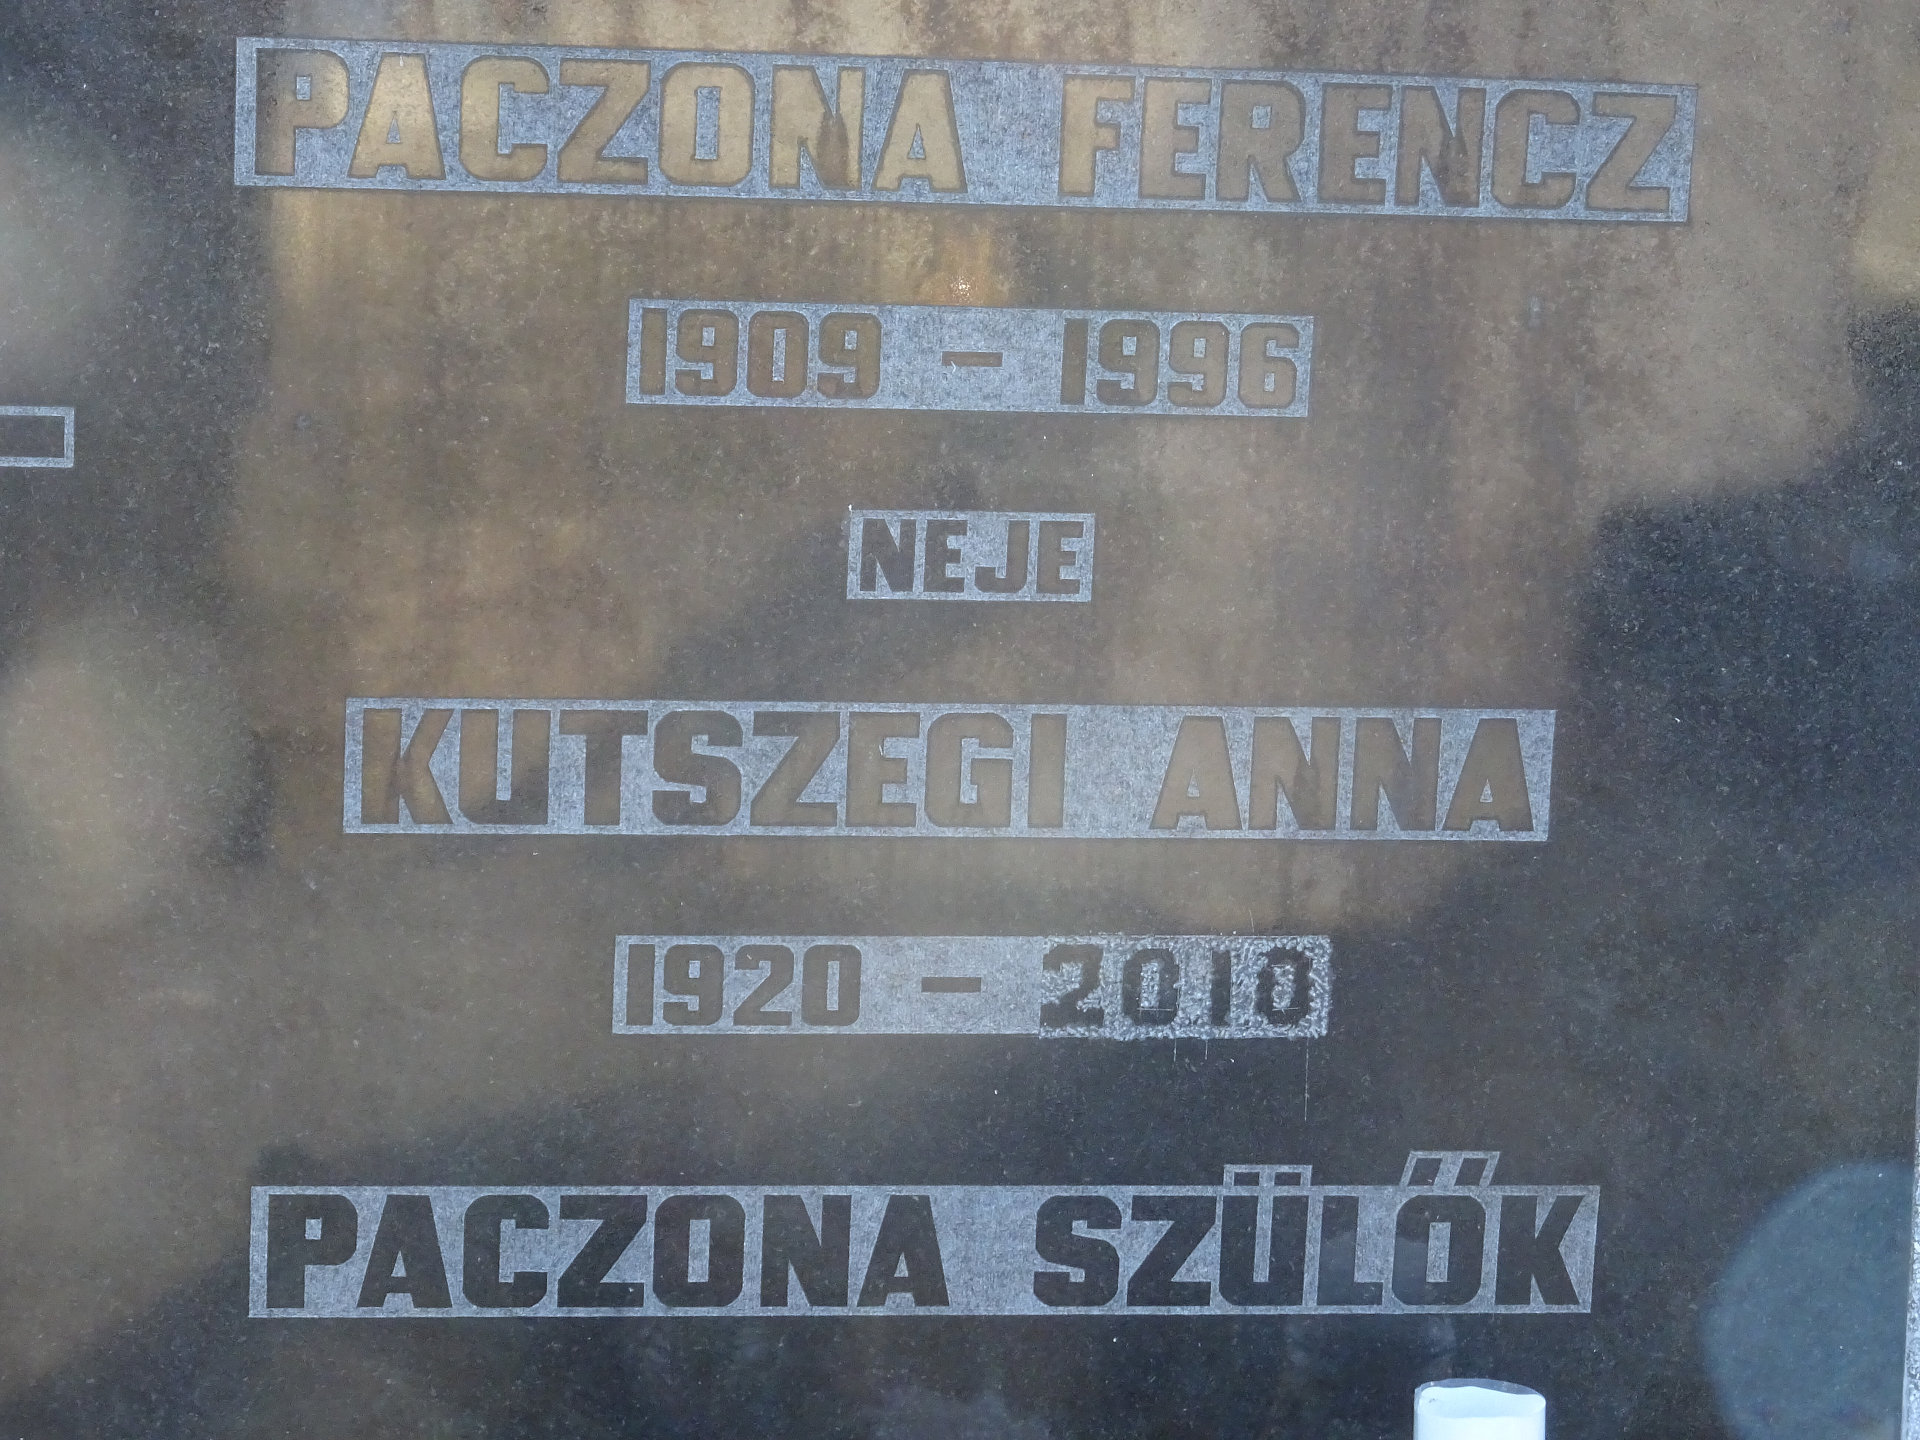 PACZONA FERENCZ
1909 - 1996
NEJE
KUTSZEGI ANNA
1920 - 2010
PACZONA SZÜLŐK